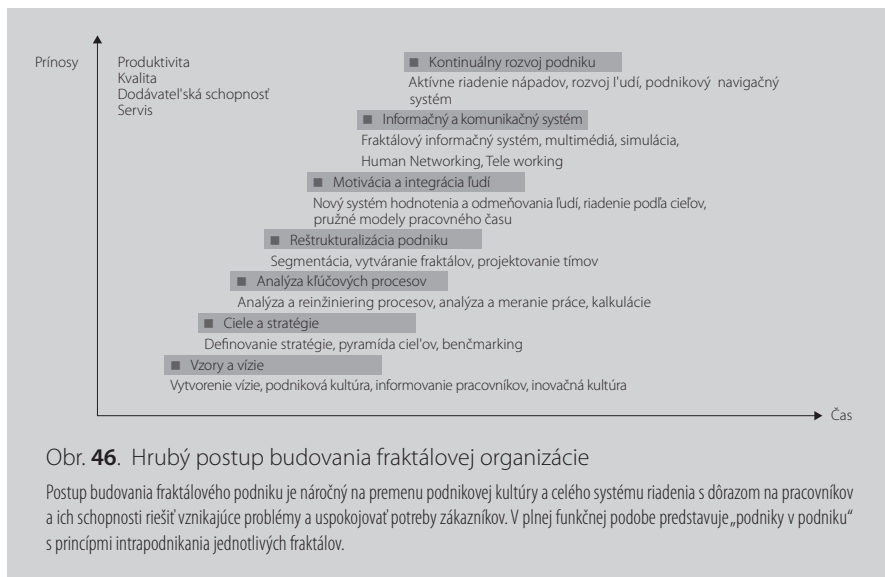 Prínosy
Produktivita
Kvalita
Dodávatel'ská schopnosť
Servis
■ Kontinuálny rozvoj podniku
Aktívne riadenie nápadov, rozvoj l'udí, podnikový navigačný
systém
■ Informačný a komunikačný systém
Fraktálový informačný systém, multimédiá, simulácia,
Human Networking, Tele working
■ Motivácia a integrácia ľudí
Nový systém hodnotenia a odmeňovania ľudí, riadenie podľa cieľov,
pružné modely pracovného času
■ Reštrukturalizácia podniku
Segmentácia, vytváranie fraktálov, projektovanie tímov
■ Analýza kľúčových procesov
Analýza a reinžiniering procesov, analýza a meranie práce, kalkulácie
■ Ciele a stratégie
Definovanie stratégie, pyramída ciel'ov, benčmarking
■ Vzory a vízie
Vytvorenie vízie, podniková kultúra, informovanie pracovníkov, inovačná kultúra
Čas
Obr. 46. Hrubý postup budovania fraktálovej organizácie
Postup budovania fraktálového podniku je náročný na premenu podnikovej kultúry a celého systému riadenia s dôrazom na pracovníkov
a ich schopnosti riešiť vznikajúce problémy a uspokojovať potreby zákazníkov. V plnej funkčnej podobe predstavuje „podniky v podniku“
s princípmi intrapodnikania jednotlivých fraktálov.